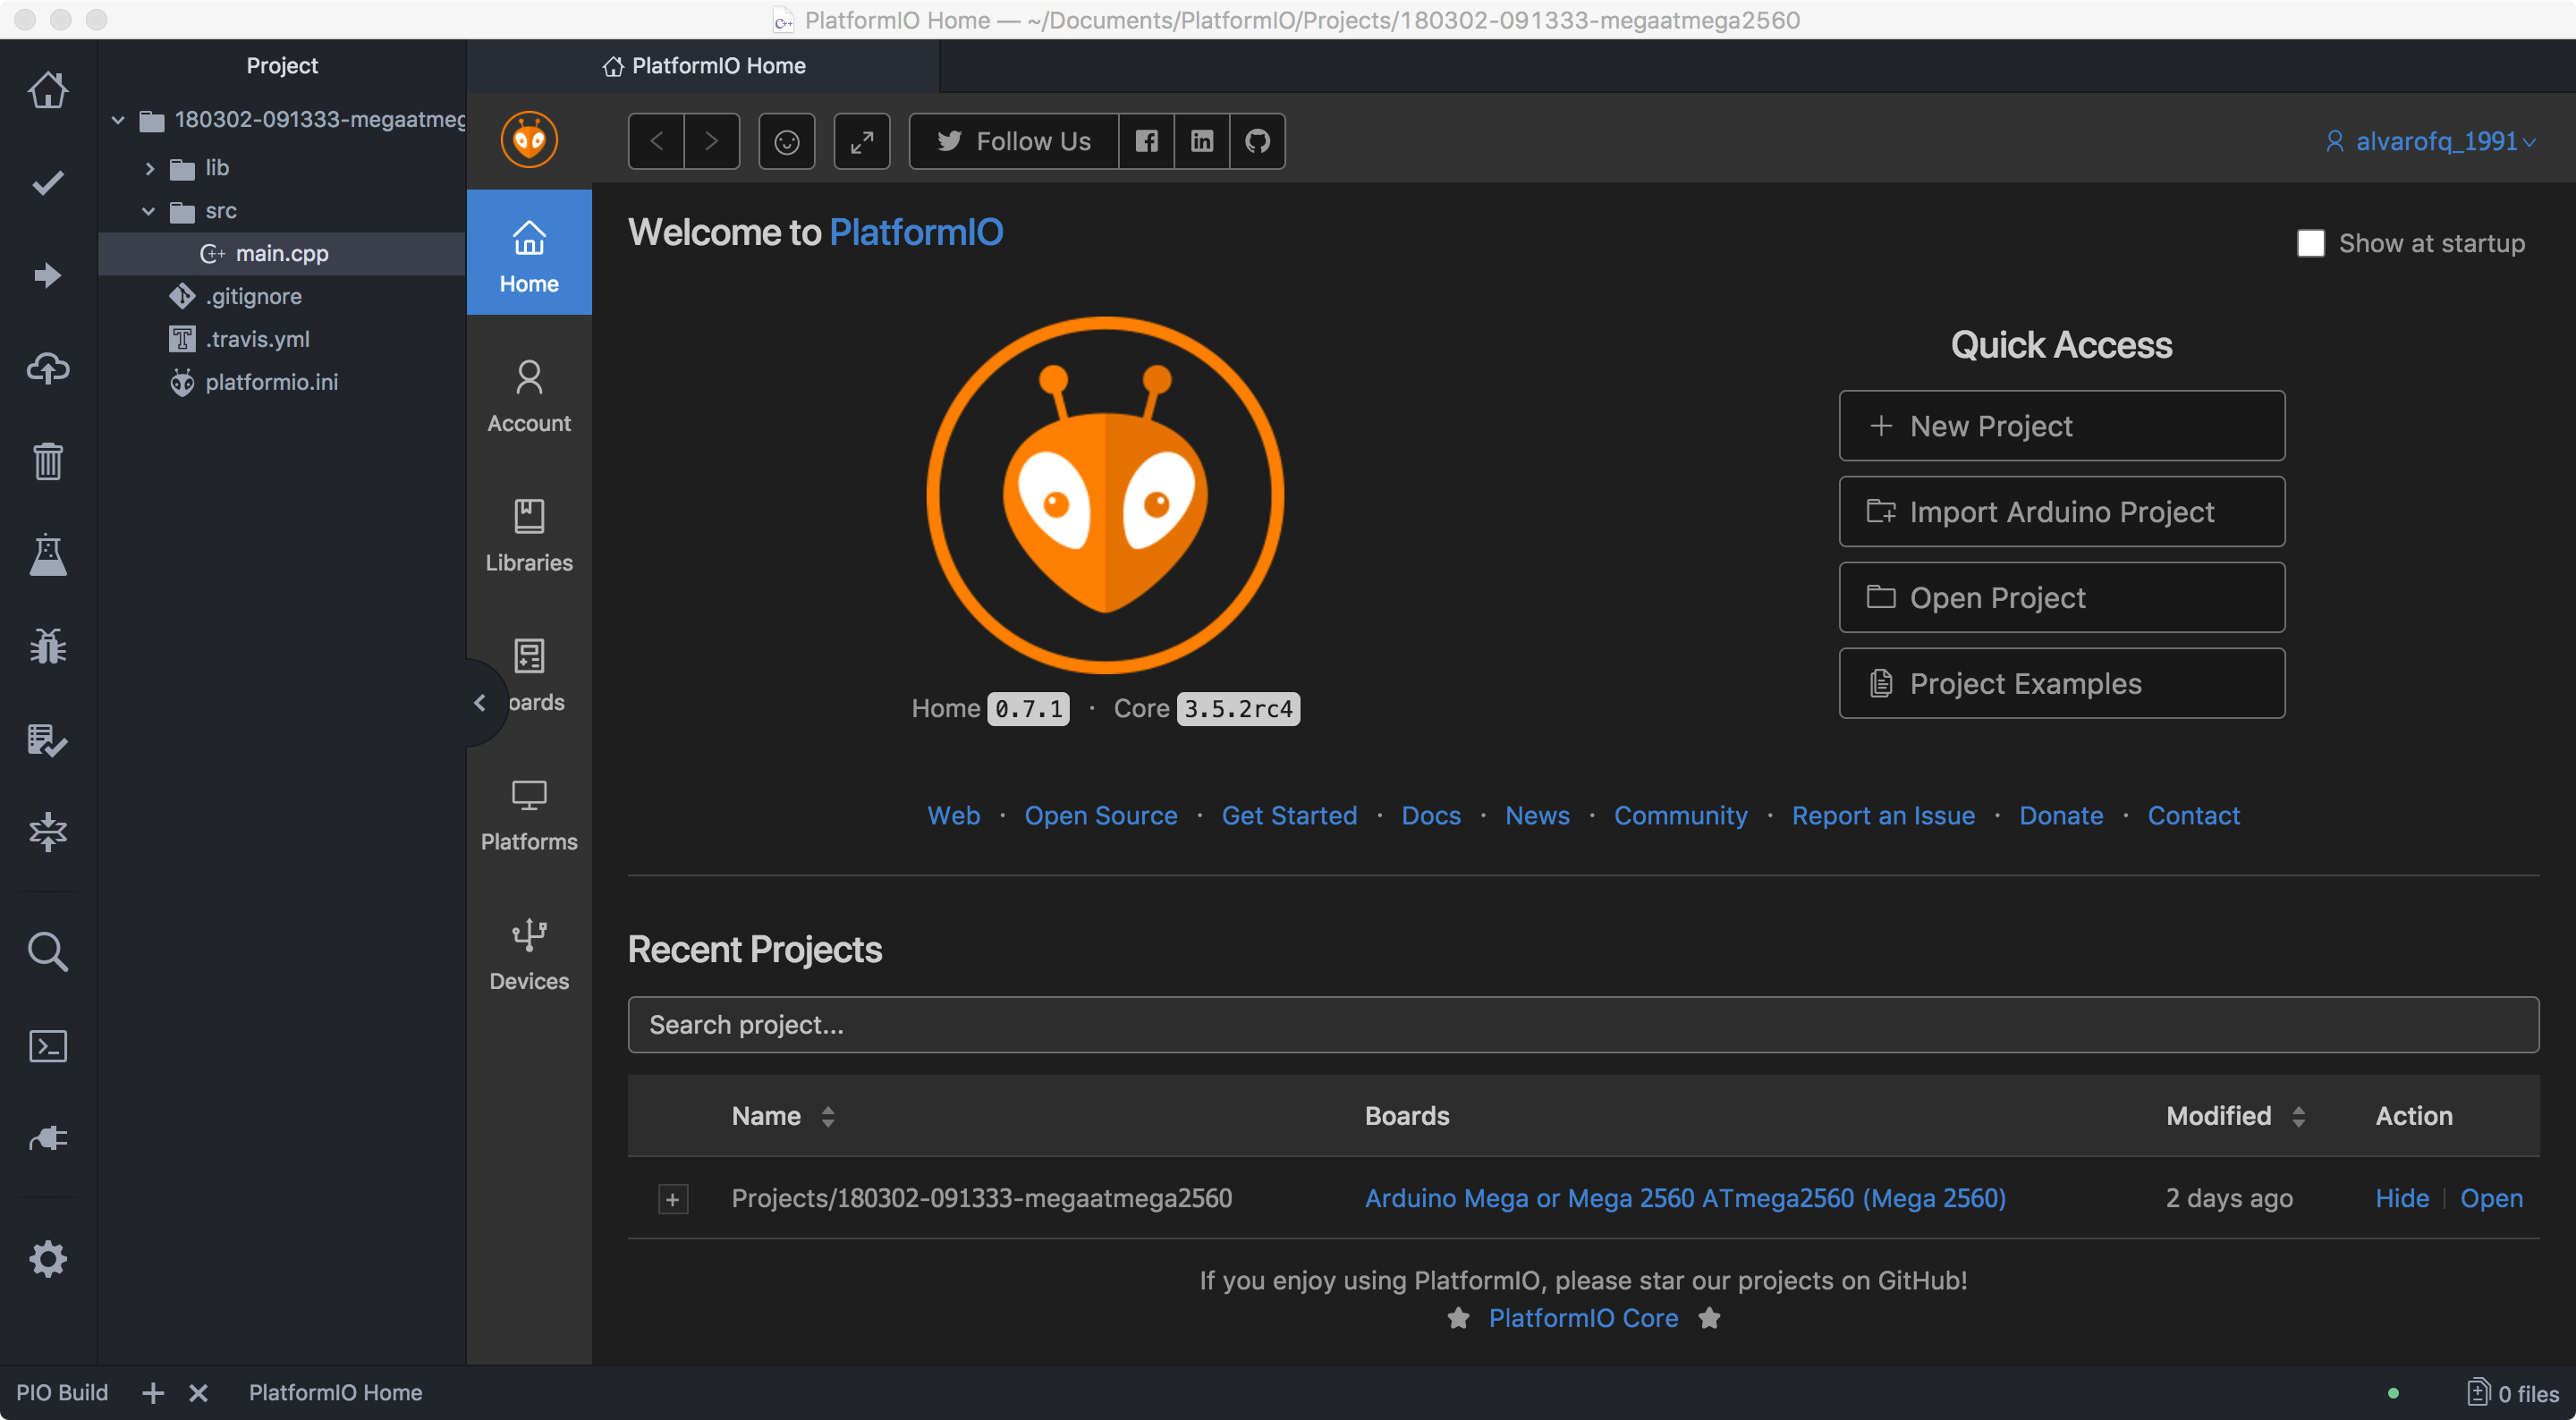 PlatformIO Home — ~/Documents/PlatformIO/Projects/180302-091333-megaatmega2560
Project
PlatformIO Home
180302-091333-megaatmeg
lib
src
main.cpp
.gitignore
.travis.yml
platformio.ini
Follow Us
alvarofq_1991
Home
Account
Libraries
oards
Platforms
Devices
Welcome to PlatformIO
Show at startup
Home 0.7.1 · Core 3.5.2rc4
Quick Access
New Project
Import Arduino Project
Open Project
Project Examples
Web · Open Source · Get Started · Docs · News · Community · Report an Issue · Donate · Contact
Recent Projects
Search project...
Name Boards Modified Action
Projects/180302-091333-megaatmega2560 Arduino Mega or Mega 2560 ATmega2560 (Mega 2560) 2 days ago Hide | Open
If you enjoy using PlatformIO, please star our projects on GitHub!
PlatformIO Core
PIO Build PlatformIO Home 0 files